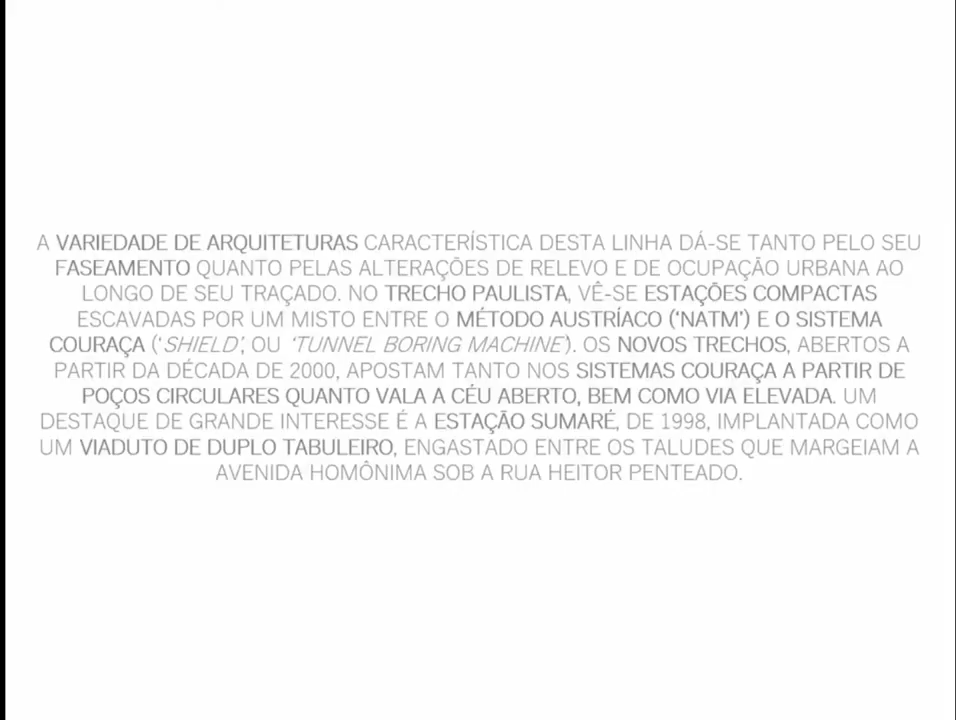 A VARIEDADE DE ARQUITETURAS CARACTERÍSTICA DESTA LINHA DÁ-SE TANTO PELO SEU
FASEAMENTO QUANTO PELAS ALTERAÇÕES DE RELEVO E DE OCUPAÇÃO URBANA AO
LONGO DE SEU TRAÇADO. NO TRECHO PAULISTA, VÊ-SE ESTAÇÕES COMPACTAS
ESCAVADAS POR UM MISTO ENTRE O MÉTODO AUSTRÍACO (‘NATM’) E O SISTEMA
COURAÇA (‘SHIELD’, OU ‘TUNNEL BORING MACHINE’). OS NOVOS TRECHOS, ABERTOS A
PARTIR DA DÉCADA DE 2000, APOSTAM TANTO NOS SISTEMAS COURAÇA A PARTIR DE
POÇOS CIRCULARES QUANTO VALA A CÉU ABERTO, BEM COMO VIA ELEVADA. UM
DESTAQUE DE GRANDE INTERESSE É A ESTAÇÃO SUMARÉ, DE 1998, IMPLANTADA COMO
UM VIADUTO DE DUPLO TABULEIRO, ENGASTADO ENTRE OS TALUDES QUE MARGEIAM A
AVENIDA HOMÔNIMA SOB A RUA HEITOR PENTEADO.